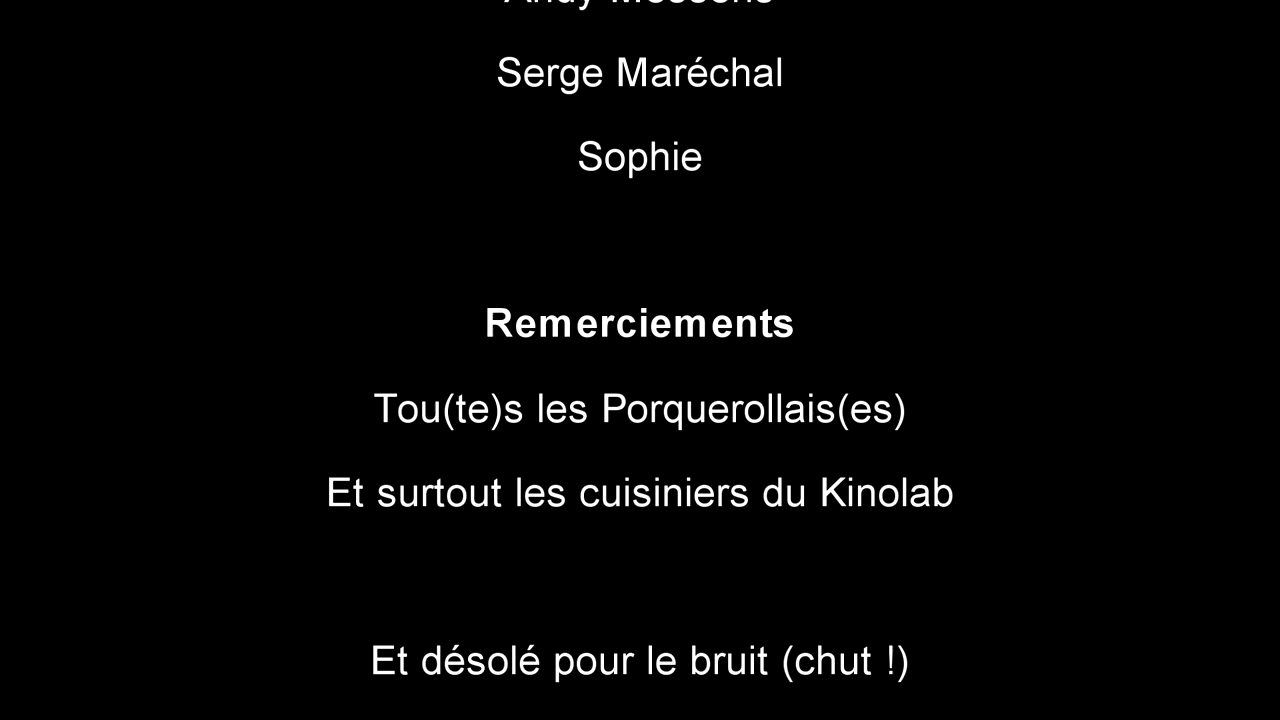 Serge Maréchal
Sophie
Remerciements
Tou(te)s les Porquerollais(es)
Et surtout les cuisiniers du Kinolab
Et désolé pour le bruit (chut !)